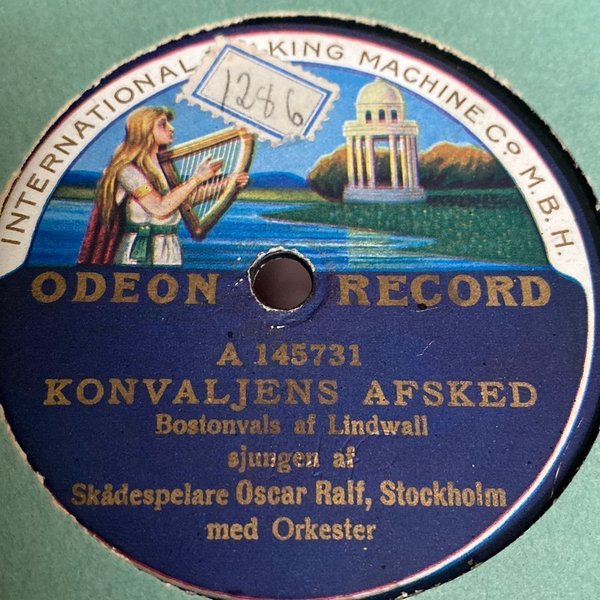 INTERNATIONAL KING MACHINE Co M.B.H.
1286
ODEON RECORD
A 145731
KONVALJENS AFSKED
Bostonvals af Lindwall
sjungen af
Skådespelare Oscar Ralf, Stockholm
med Orkester